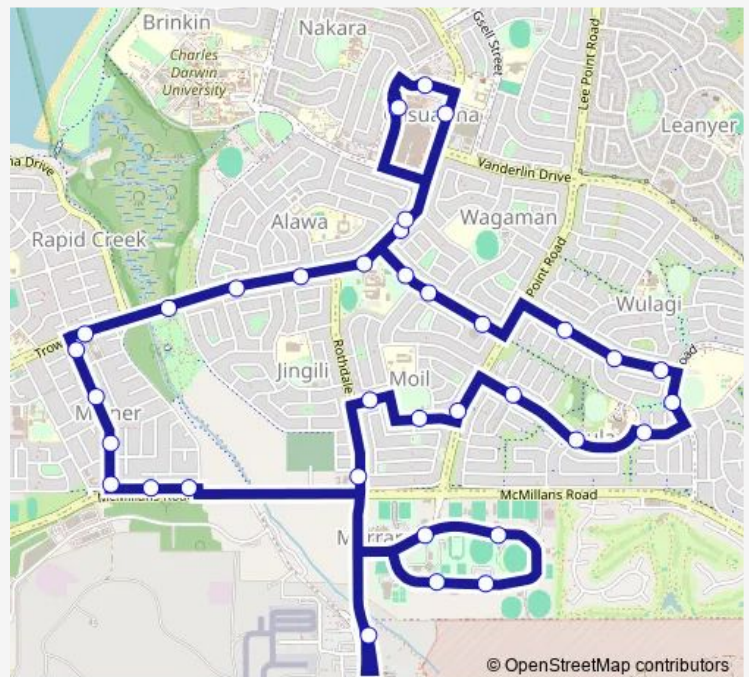 Brinkin
Nakara
Gsell Street
Charles
Darwin
University
Lee Point Road
Leanyer
Vanderlin Drive
Alawa
Wagaman
Rapid Creek
Point Road
Wulagi
Rothdale
Jingili
Moil
McMillans Road
© OpenStreetMap contributors